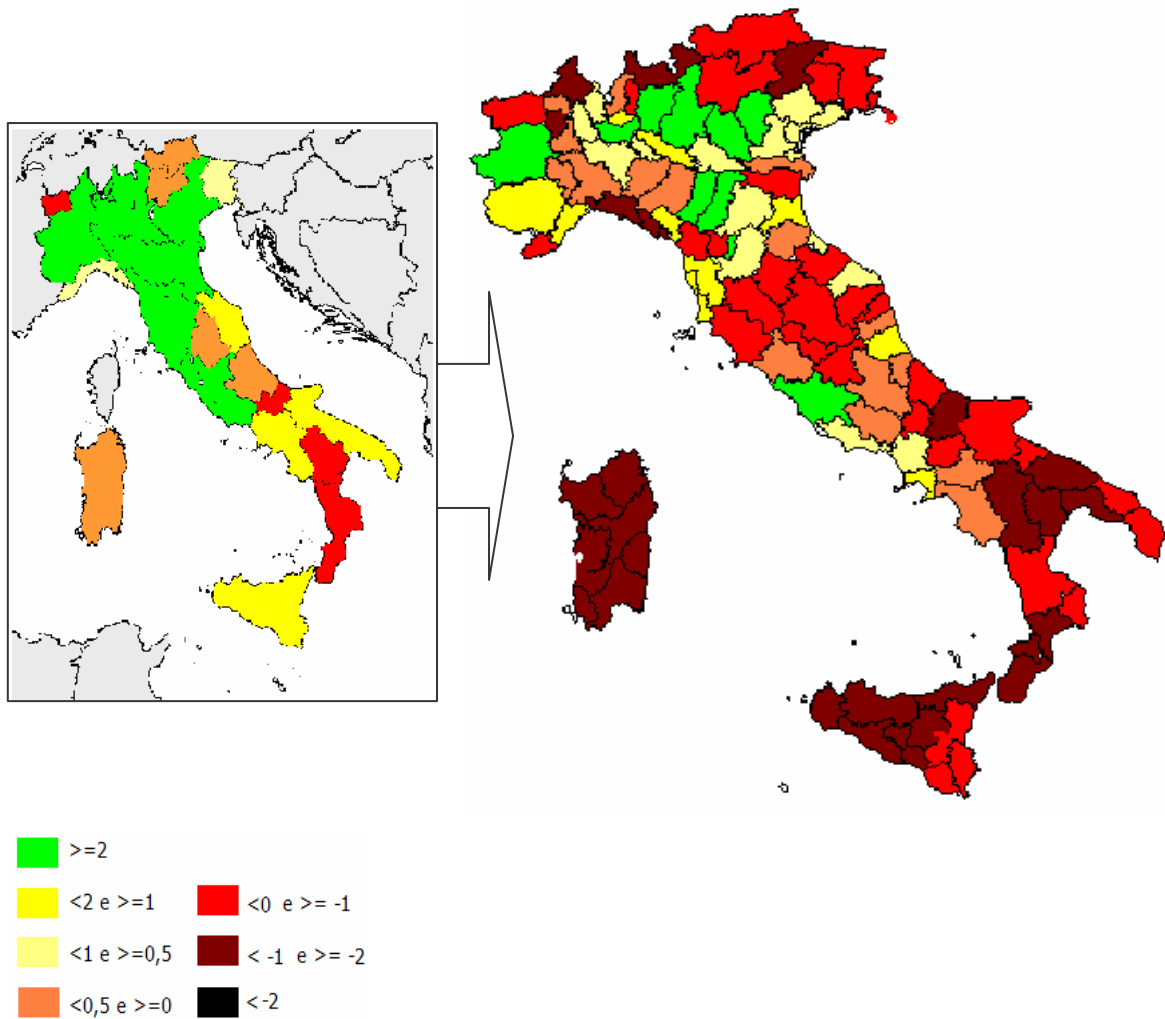 >=2
<2 e >=1
<1 e >=0,5
<0,5 e >=0
<0 e >= -1
< -1 e >= -2
< -2